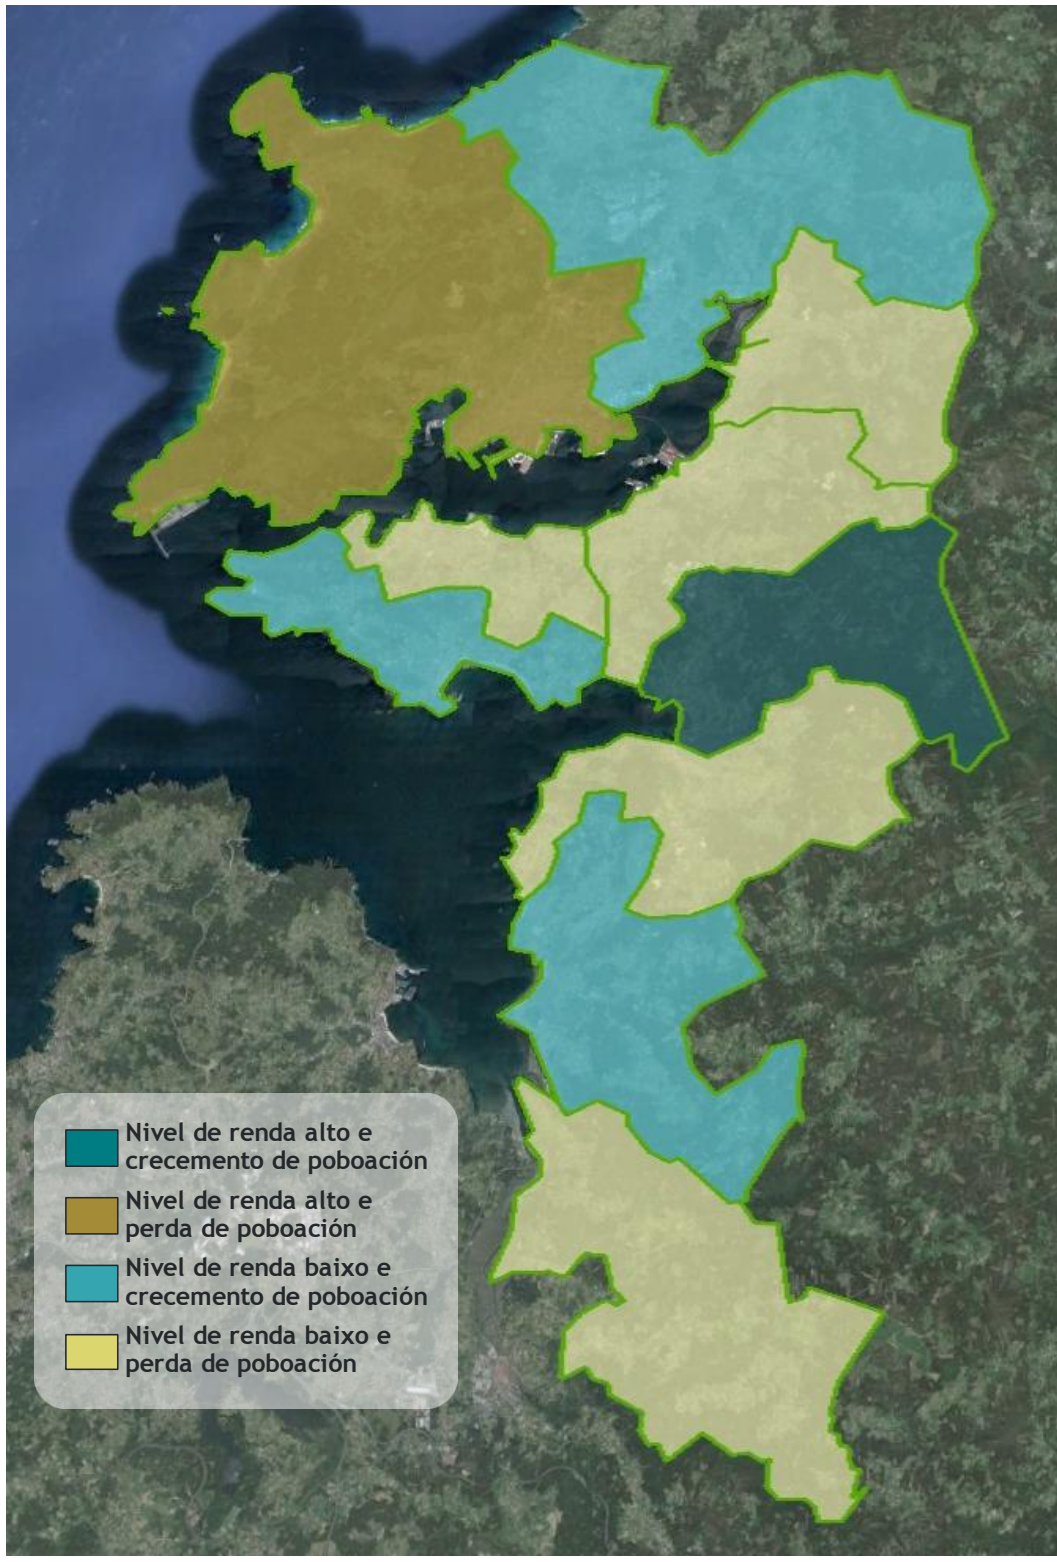 Nivel de renda alto e
crecemento de poboación
Nivel de renda alto e
perda de poboación
Nivel de renda baixo e
crecemento de poboación
Nivel de renda baixo e
perda de poboación